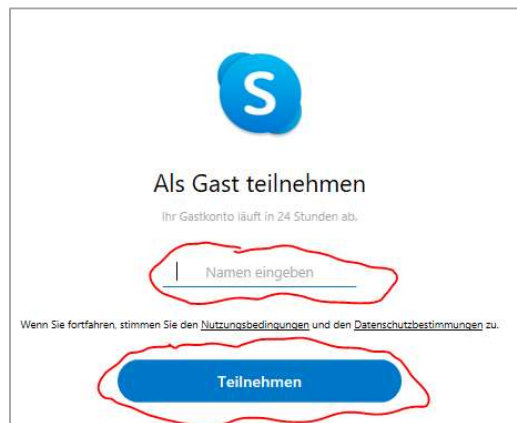 S
Als Gast teilnehmen
Ihr Gastkonto läuft in 24 Stunden ab.
Namen eingeben
Wenn Sie fortfahren, stimmen Sie den Nutzungsbedingungen und den Datenschutzbestimmungen zu.
Teilnehmen